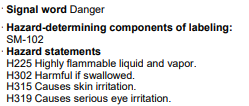 · Signal word Danger
· Hazard-determining components of labeling:
SM-102
· Hazard statements
H225 Highly flammable liquid and vapor.
H302 Harmful if swallowed.
H315 Causes skin irritation.
H319 Causes serious eye irritation.